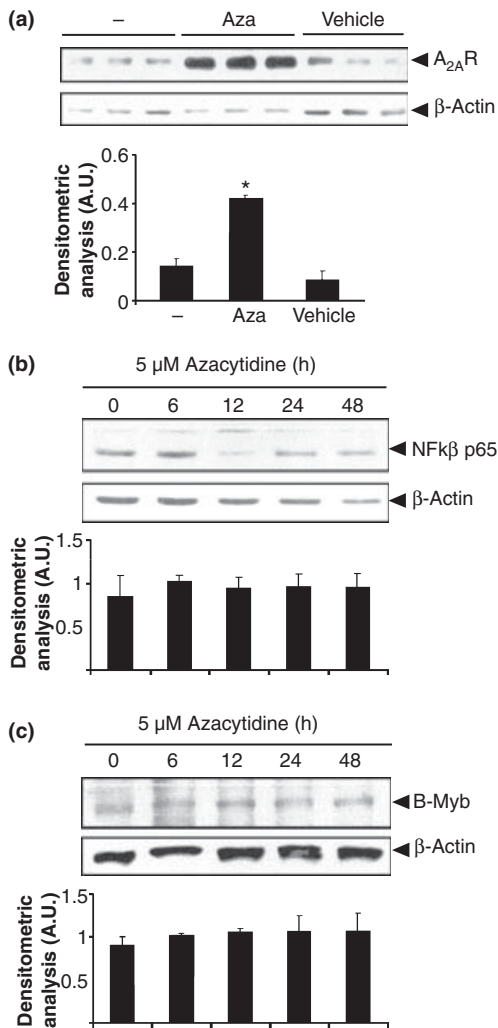 (a)
– Aza Vehicle
A2AR
β-Actin
Densitometric
analysis (A.U.)
0.6
0.4
0.2
0
*
– Aza Vehicle
(b)
5 µM Azacytidine (h)
0 6 12 24 48
NFkβ p65
β-Actin
Densitometric
analysis (A.U.)
1.5
1
0.5
(c)
5 µM Azacytidine (h)
0 6 12 24 48
B-Myb
β-Actin
Densitometric
analysis (A.U.)
1.5
1
0.5